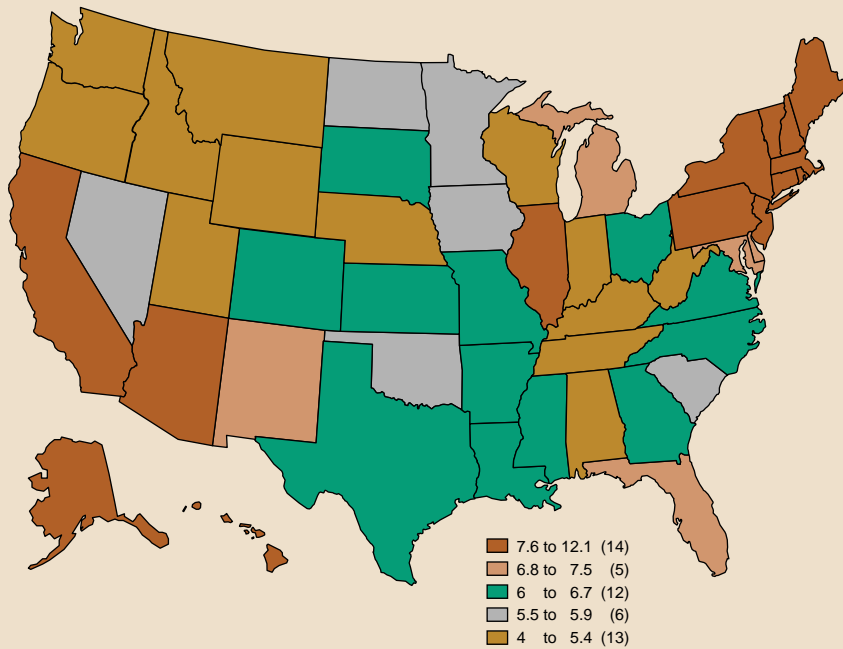 7.6 to 12.1 (14)
6.8 to 7.5 (5)
6 to 6.7 (12)
5.5 to 5.9 (6)
4 to 5.4 (13)